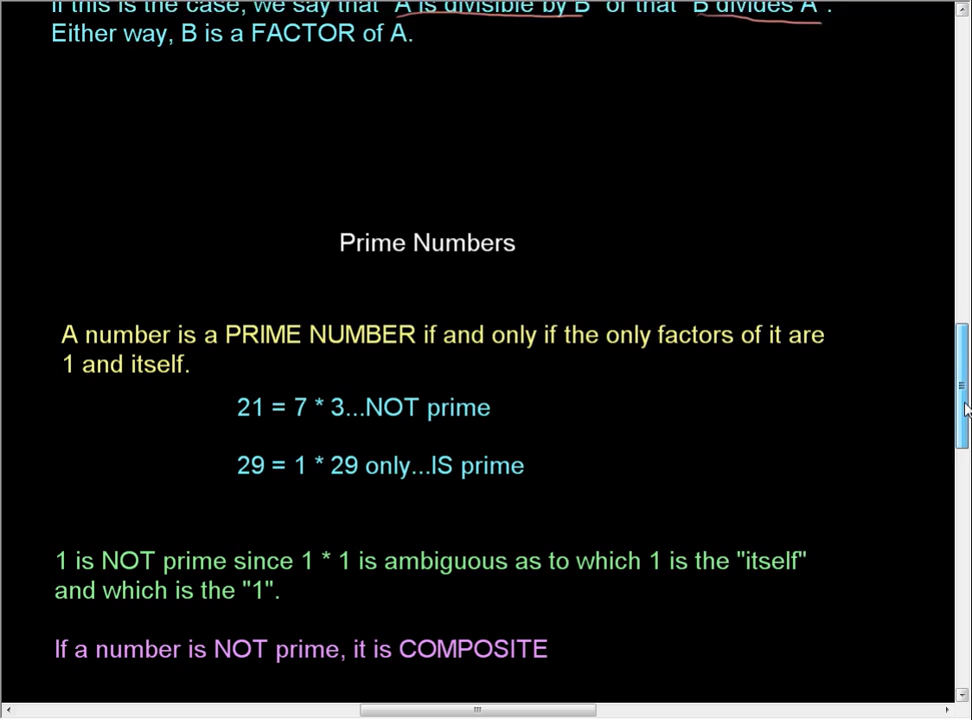 If this is the case, we say that "A is divisible by B" or that "B divides A".
Either way, B is a FACTOR of A.
Prime Numbers
A number is a PRIME NUMBER if and only if the only factors of it are
1 and itself.
21 = 7 * 3...NOT prime
29 = 1 * 29 only...IS prime
1 is NOT prime since 1 * 1 is ambiguous as to which 1 is the "itself"
and which is the "1".
If a number is NOT prime, it is COMPOSITE